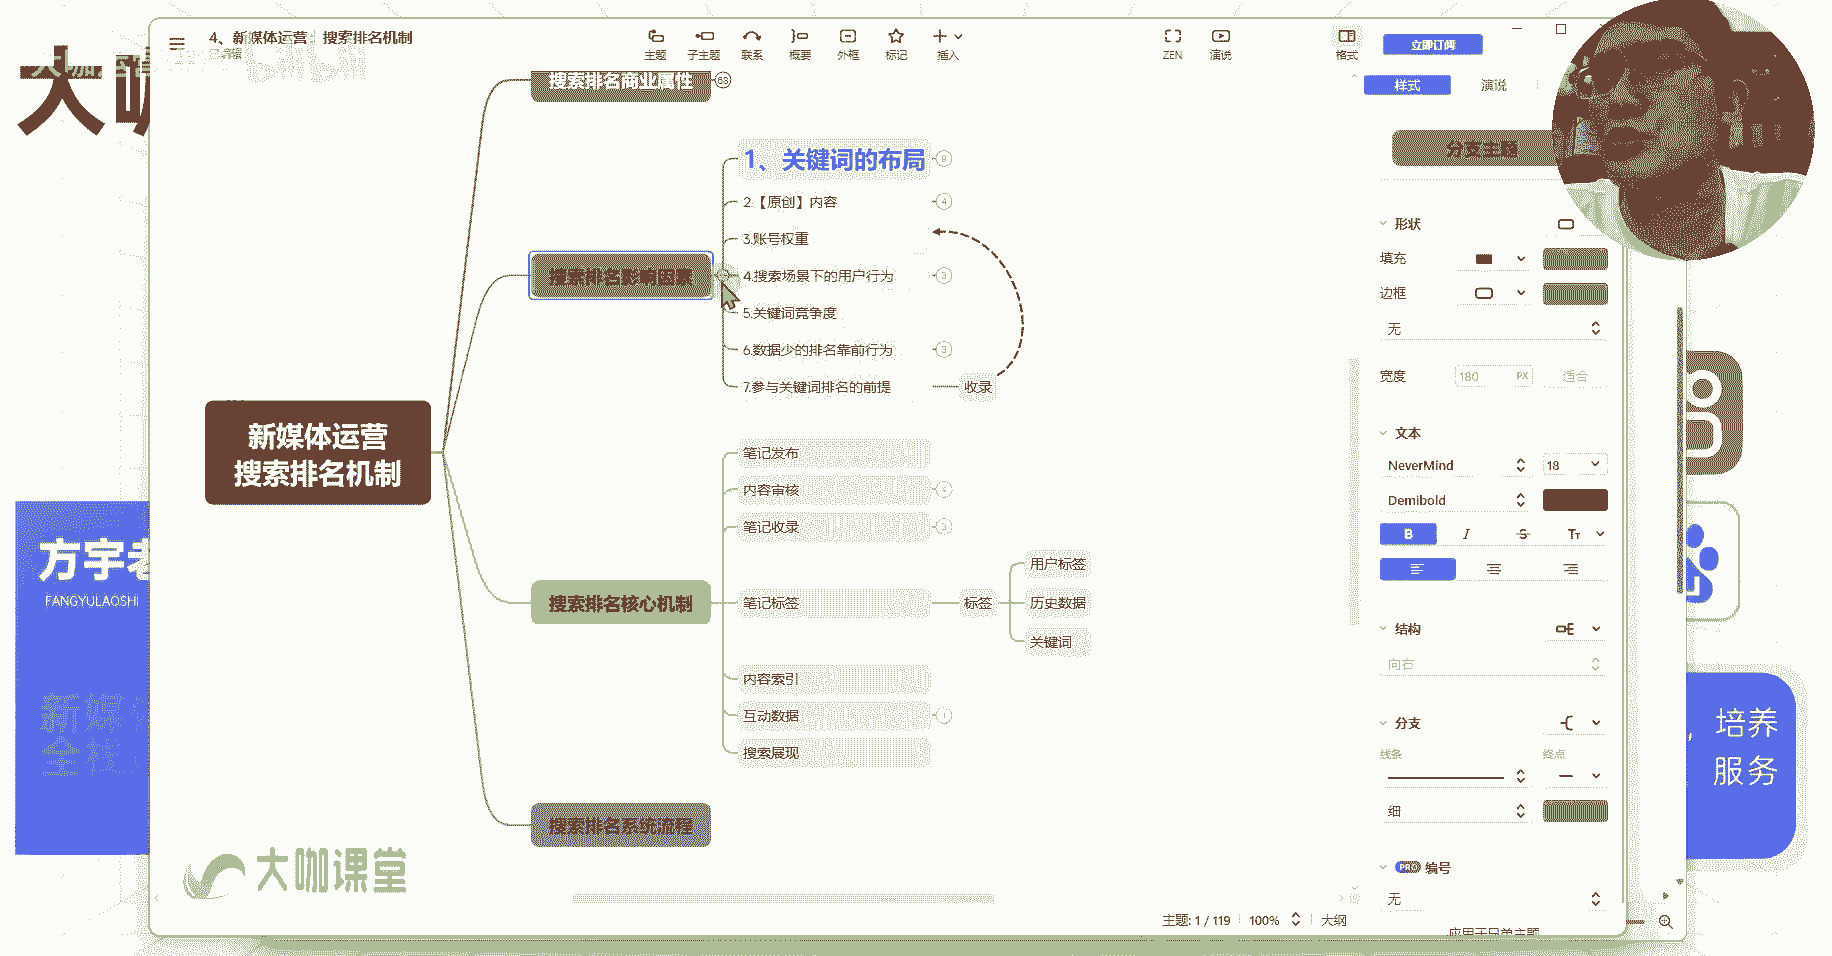 4、新媒体运营 搜索排名机制
已编辑
主题
子主题
联系
概要
外框
标记
插入
ZEN
演说
格式
立即订阅
样式
演说
分支主题
搜索排名商业属性
68
1、关键词的布局
2.【原创】内容
4
3.账号权重
4.搜索场景下的用户行为
3
5.关键词竞争度
6.数据少的排名靠前行为
3
7.参与关键词排名的前提
收录
搜索排名影响因素
新媒体运营
搜索排名机制
笔记发布
内容审核
笔记收录
搜索排名核心机制
笔记标签
标签
用户标签
历史数据
关键词
内容索引
互动数据
1
搜索展现
搜索排名系统流程
形状
填充
边框
无
宽度
180
PX
适合
文本
NeverMind
18
Demibold
B
I
S
TT
结构
向右
分支
线条
终点
细
PRO
编号
无
应用于兄弟主题
主题: 1 / 119
100%
大纲
大咖课堂
方宇老
FANGYULAOSHI
新媒
全栈
培养
服务
bilibili